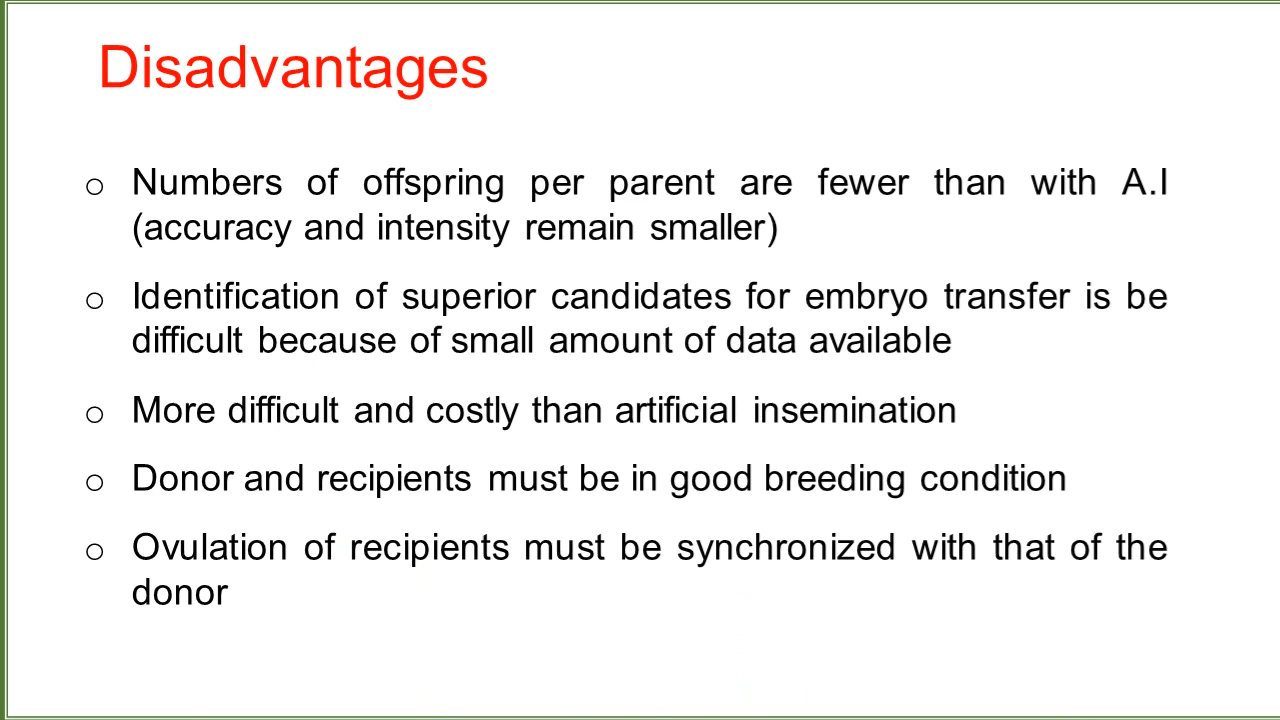 Disadvantages
o Numbers of offspring per parent are fewer than with A.I
(accuracy and intensity remain smaller)
o Identification of superior candidates for embryo transfer is be
difficult because of small amount of data available
o More difficult and costly than artificial insemination
o Donor and recipients must be in good breeding condition
o Ovulation of recipients must be synchronized with that of the
donor